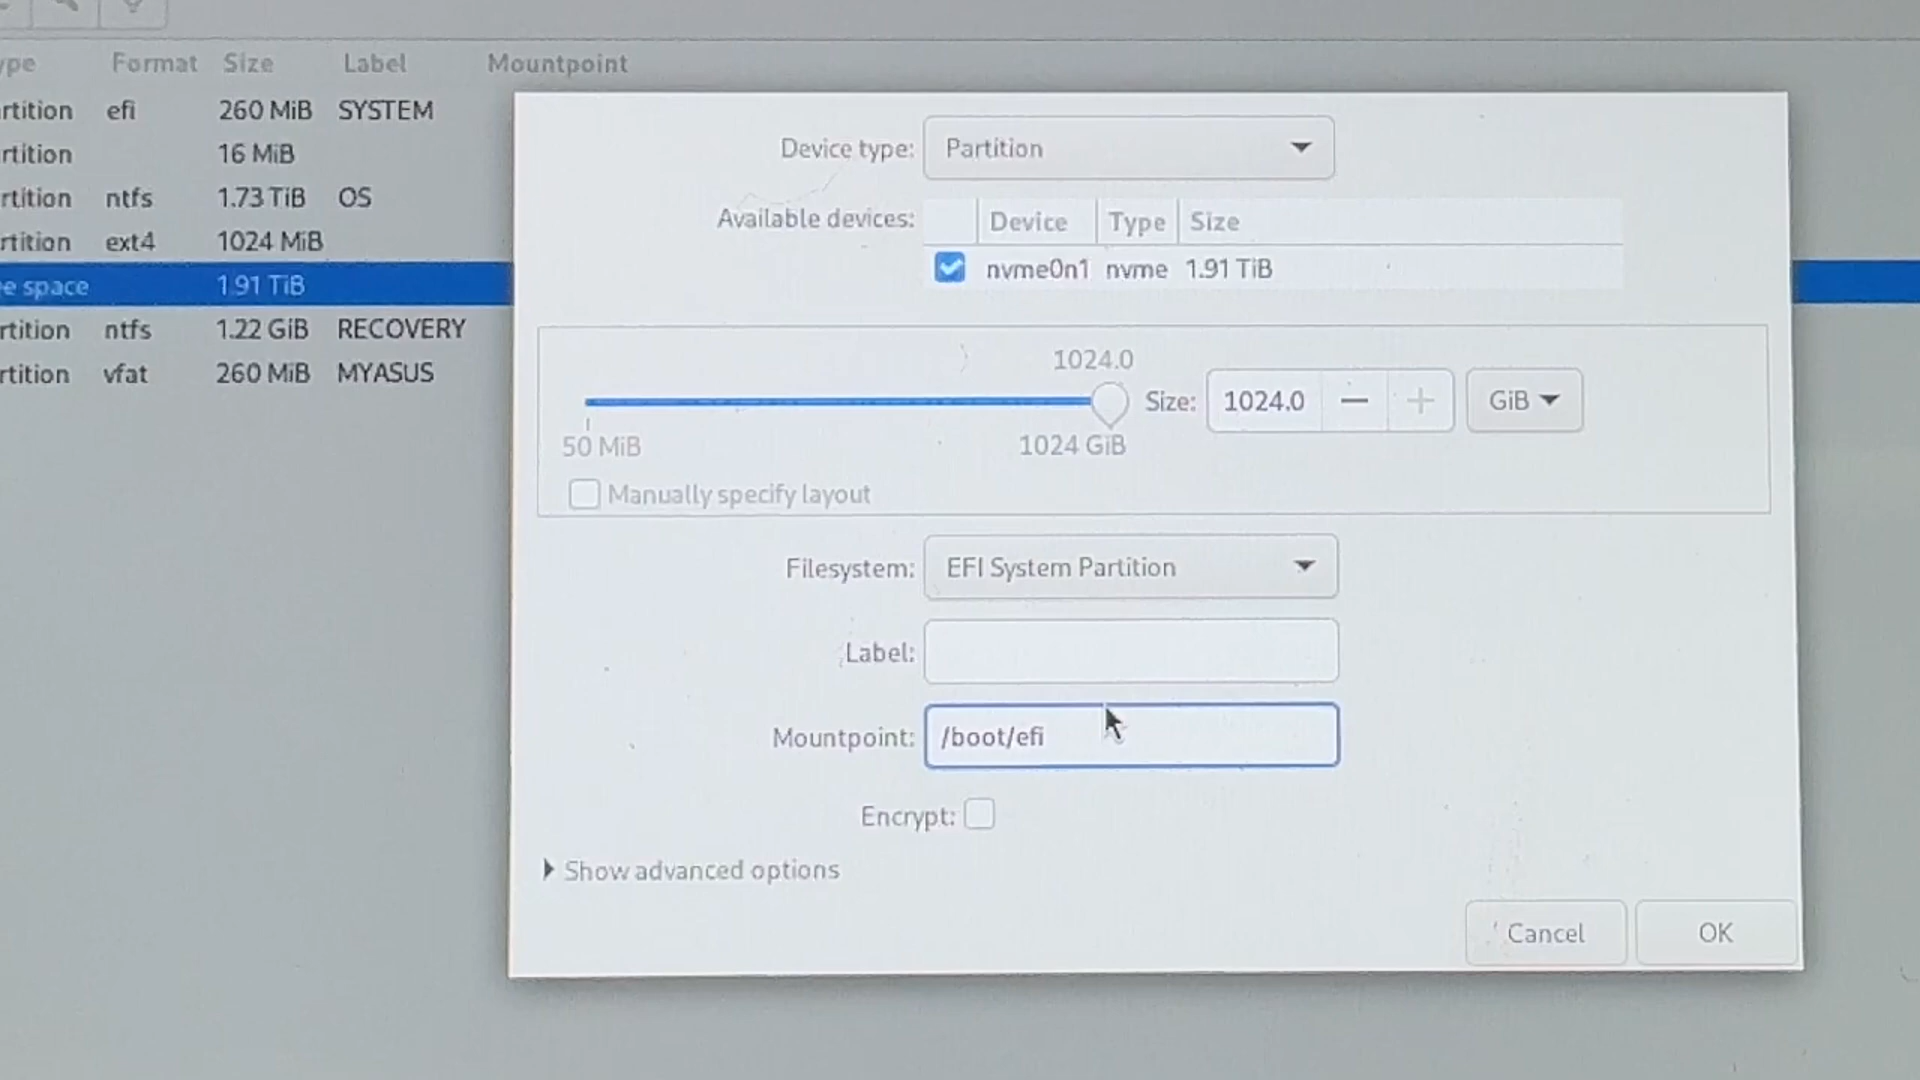 ype Format Size Label Mountpoint
rtition efi 260 MiB SYSTEM
rtition 16 MiB
rtition ntfs 1.73 TiB OS
rtition ext4 1024 MiB
e space 1.91 TiB
rtition ntfs 1.22 GiB RECOVERY
rtition vfat 260 MiB MYASUS
Device type: Partition
Available devices: Device Type Size
nvme0n1 nvme 1.91 TiB
1024.0
Size: 1024.0 — + GiB
50 MiB 1024 GiB
Manually specify layout
Filesystem: EFI System Partition
Label:
Mountpoint: /boot/efi
Encrypt:
Show advanced options
Cancel OK